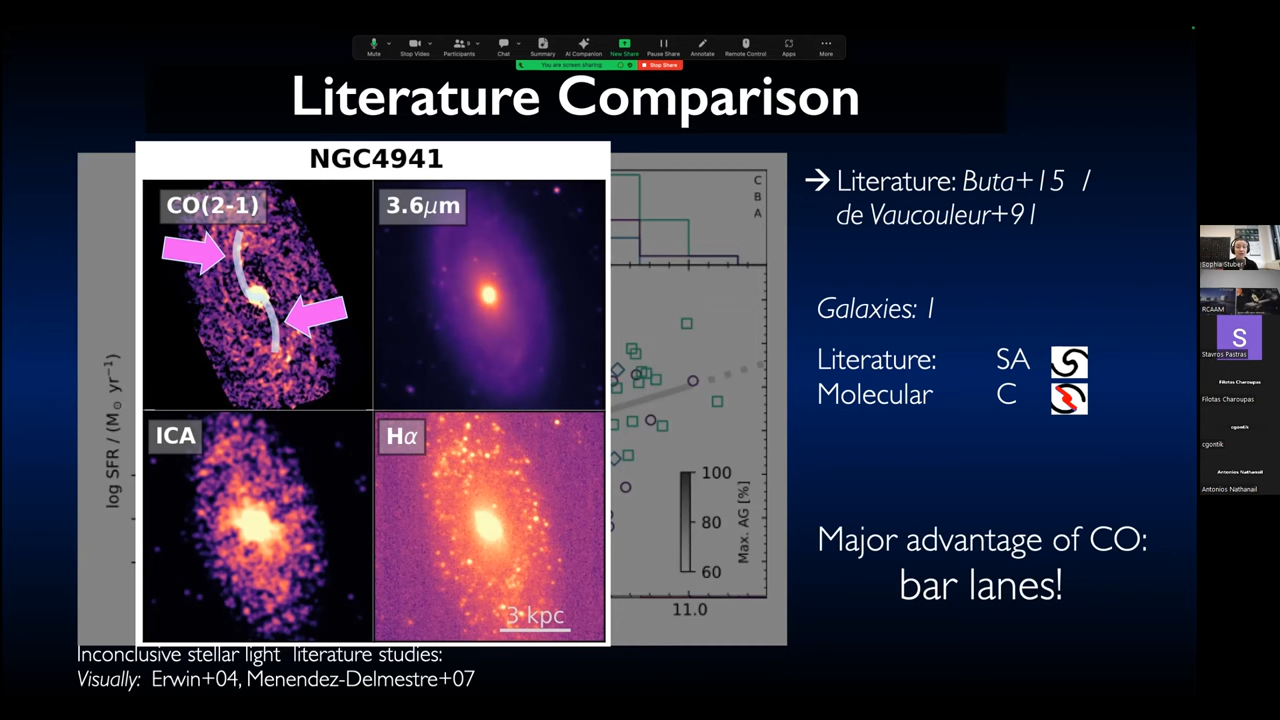 Mute
Stop Video
Participants
9
Chat
Summary
AI Companion
New Share
Pause Share
Annotate
Remote Control
Apps
More
You are screen sharing
Stop Share
Literature Comparison
NGC4941
CO(2-1)
3.6μm
ICA
Hα
3 kpc
log SFR / (M⊙ yr⁻¹)
C
B
A
100
80
60
Max. AG [%]
11.0
→ Literature: Buta+15 /
de Vaucouleur+91
Galaxies: 1
Literature: SA
Molecular C
Major advantage of CO:
bar lanes!
Inconclusive stellar light literature studies:
Visually: Erwin+04, Menendez-Delmestre+07
Sophia Stuber
RCAAM
S
Stavros Pastras
Filotas Charoupas
Filotas Charoupas
cgontik
cgontik
Antonios Nathanail
Antonios Nathanail